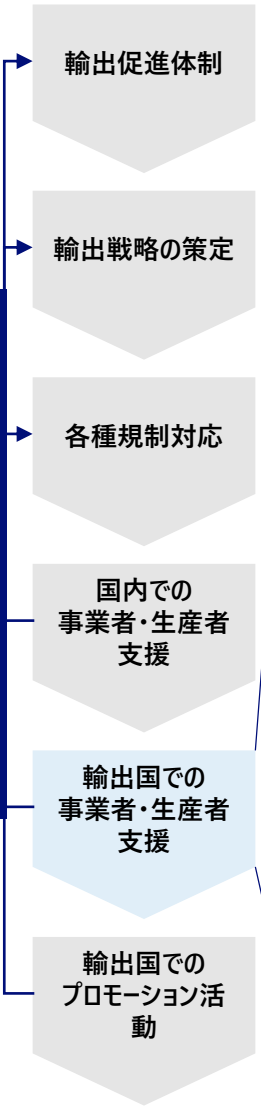 輸出促進体制
輸出戦略の策定
各種規制対応
国内での
事業者・生産者
支援
輸出国での
事業者・生産者
支援
輸出国での
プロモーション活
動